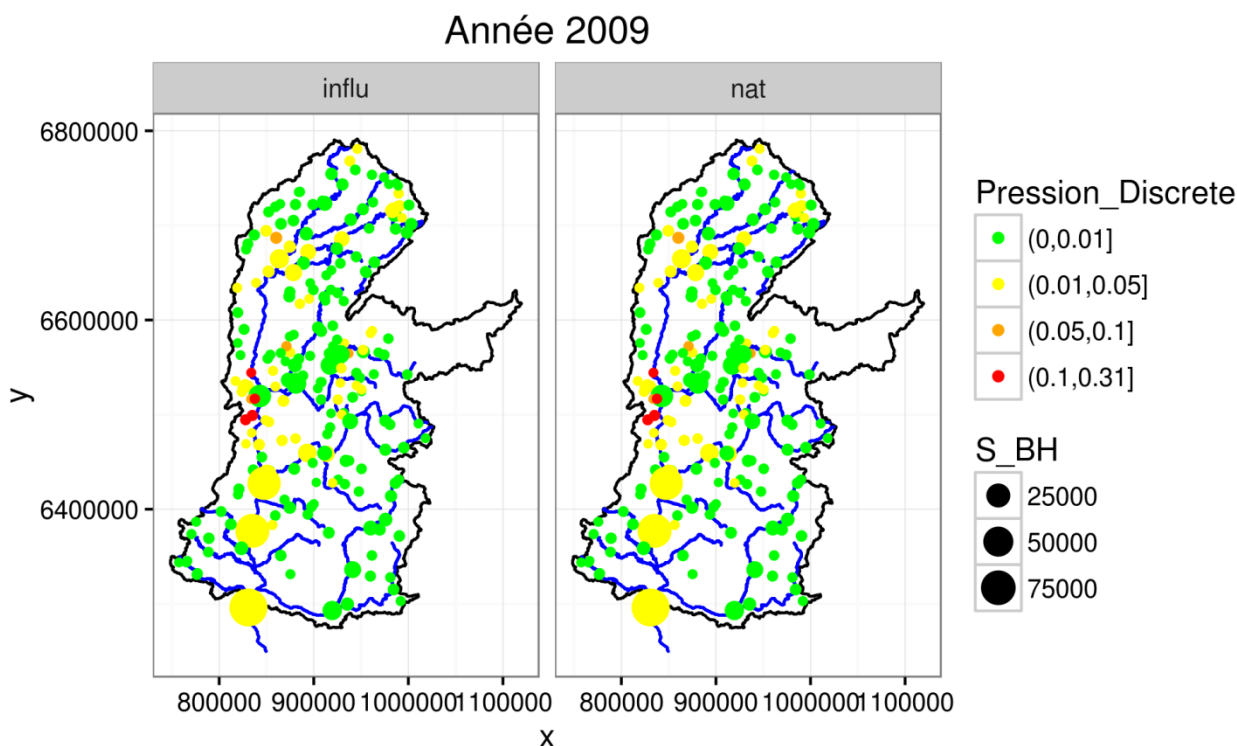 Année 2009
influ
nat
6800000
6600000
6400000
y
800000 900000 1000000 1100000
800000 900000 1000000 1100000
x
Pression_Discrete
(0,0.01]
(0.01,0.05]
(0.05,0.1]
(0.1,0.31]
S_BH
25000
50000
75000